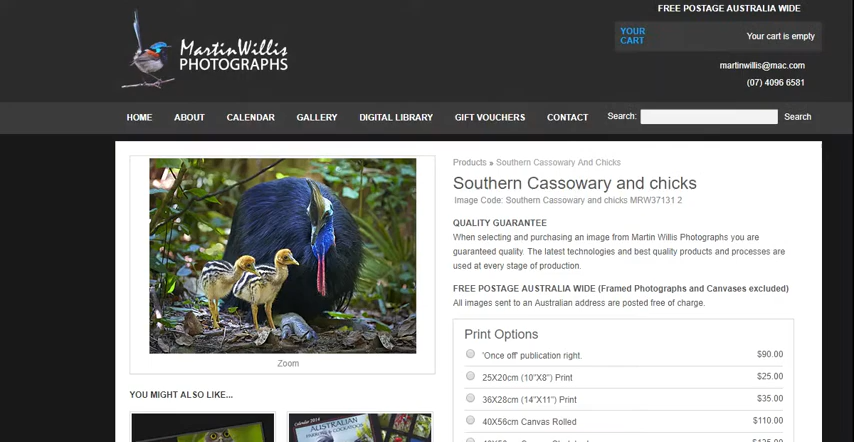 FREE POSTAGE AUSTRALIA WIDE
MartinWillis
PHOTOGRAPHS
YOUR
CART
Your cart is empty
martinwillis@mac.com
(07) 4096 6581
HOME ABOUT CALENDAR GALLERY DIGITAL LIBRARY GIFT VOUCHERS CONTACT Search: Search
Products » Southern Cassowary And Chicks
Southern Cassowary and chicks
Image Code: Southern Cassowary and chicks MRW37131 2
QUALITY GUARANTEE
When selecting and purchasing an image from Martin Willis Photographs you are
guaranteed quality. The latest technologies and best quality products and processes are
used at every stage of production.
FREE POSTAGE AUSTRALIA WIDE (Framed Photographs and Canvases excluded)
All images sent to an Australian address are posted free of charge.
Print Options
'Once off' publication right. $90.00
25X20cm (10"X8") Print $25.00
36X28cm (14"X11") Print $35.00
40X56cm Canvas Rolled $110.00
Zoom
YOU MIGHT ALSO LIKE...
Calendar 2014
AUSTRALIAN